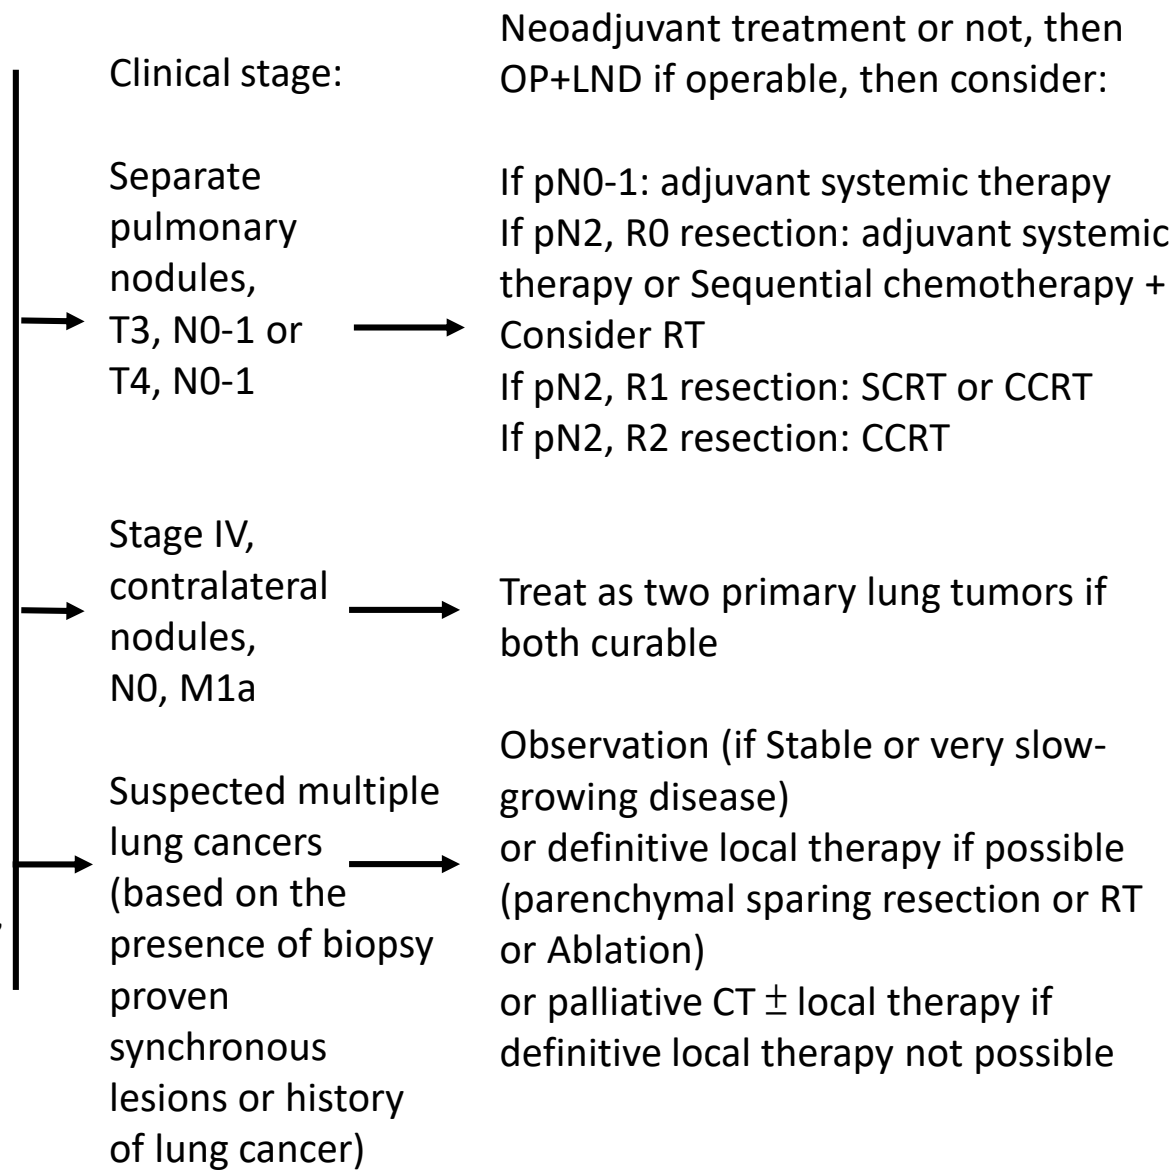 Clinical stage:
Neoadjuvant treatment or not, then
OP+LND if operable, then consider:
Separate
pulmonary
nodules,
T3, N0-1 or
T4, N0-1
If pN0-1: adjuvant systemic therapy
If pN2, R0 resection: adjuvant systemic
therapy or Sequential chemotherapy +
Consider RT
If pN2, R1 resection: SCRT or CCRT
If pN2, R2 resection: CCRT
Stage IV,
contralateral
nodules,
N0, M1a
Treat as two primary lung tumors if
both curable
Suspected multiple
lung cancers
(based on the
presence of biopsy
proven
synchronous
lesions or history
of lung cancer)
Observation (if Stable or very slow-
growing disease)
or definitive local therapy if possible
(parenchymal sparing resection or RT
or Ablation)
or palliative CT ± local therapy if
definitive local therapy not possible